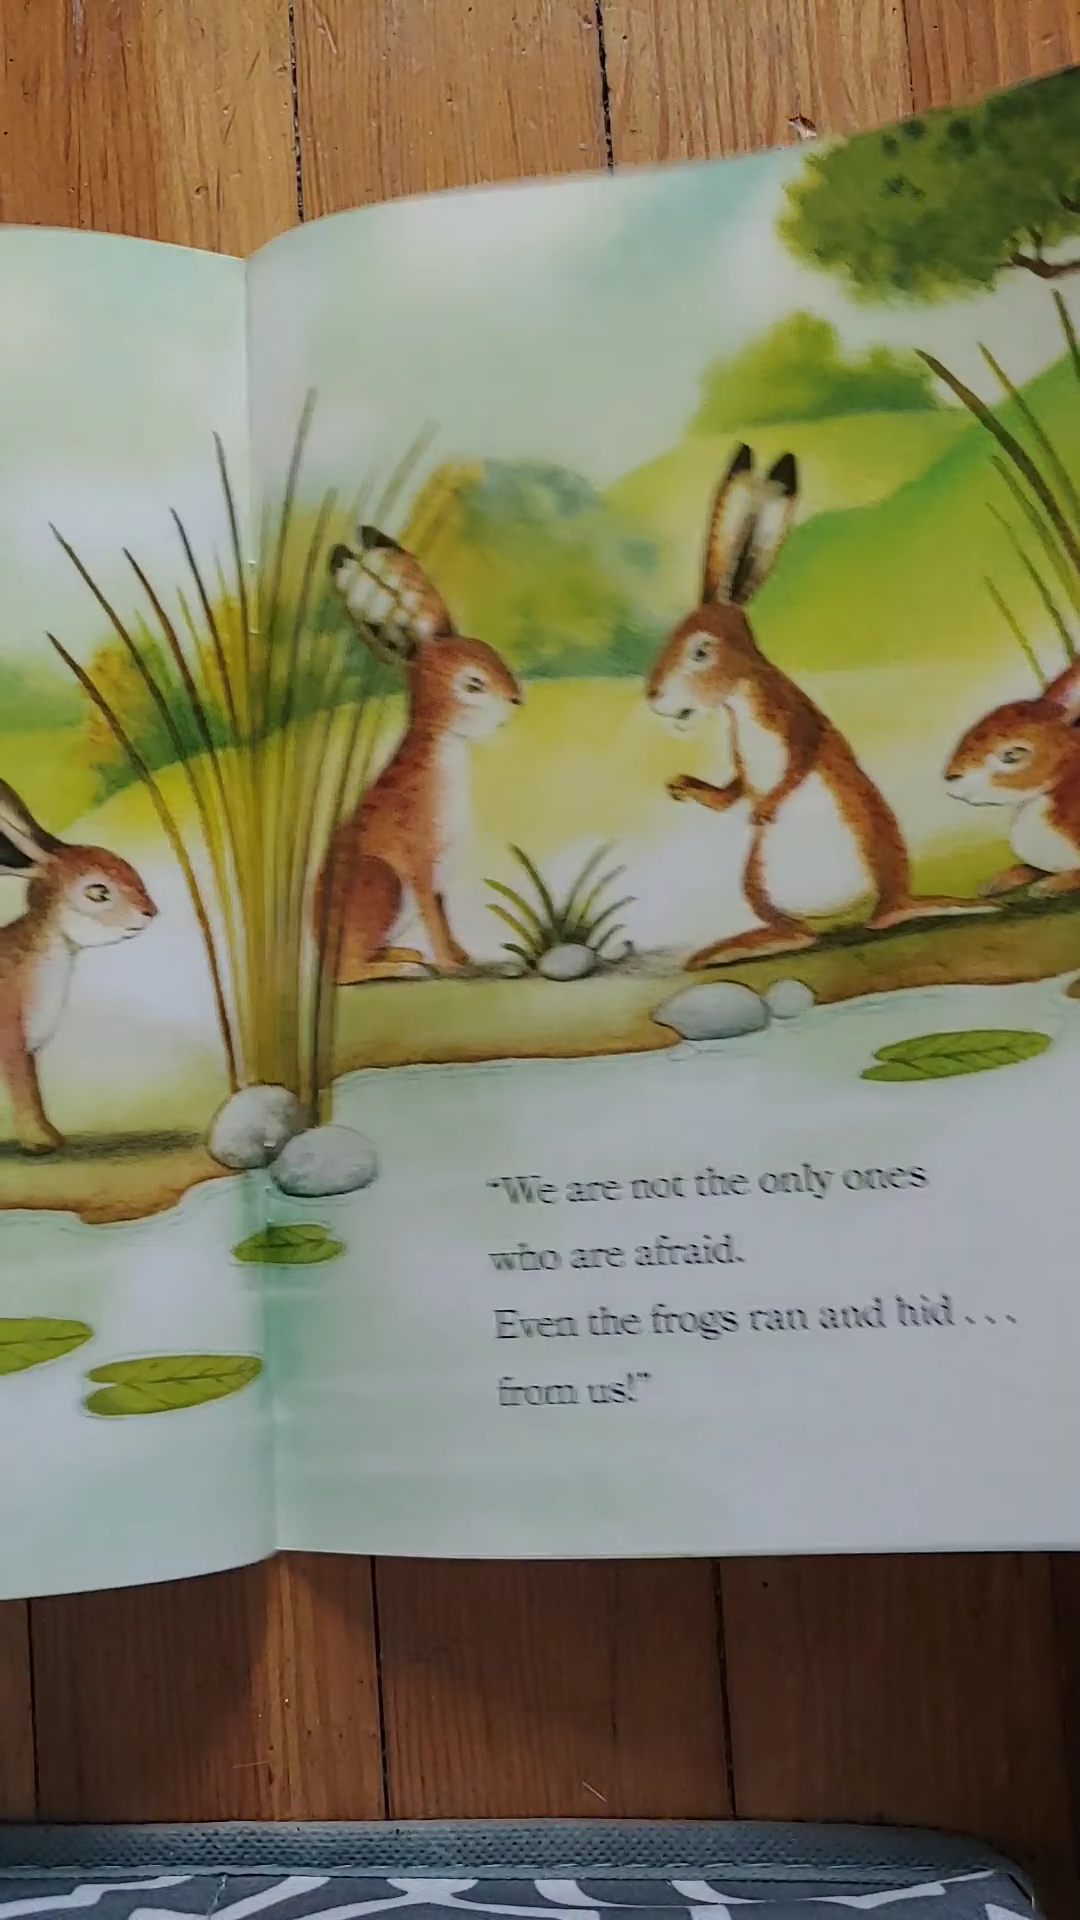 “We are not the only ones
who are afraid.
Even the frogs ran and hid . . .
from us!”